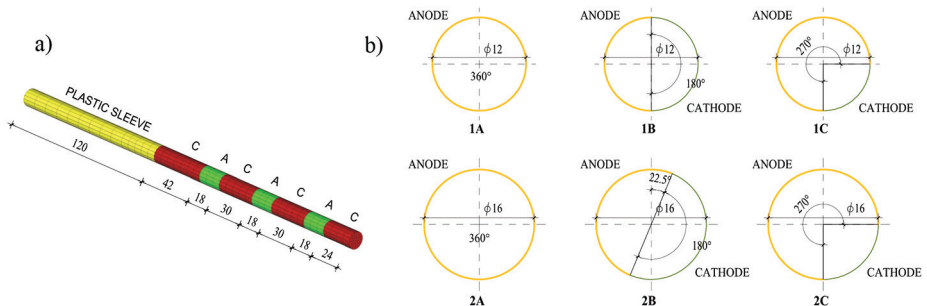 a)
PLASTIC SLEEVE
C A C A C A C
120
42
18
30
18
30
18
24
b)
ANODE
ϕ12
360°
1A
ANODE
ϕ12
180°
CATHODE
1B
ANODE
270°
ϕ12
CATHODE
1C
ANODE
ϕ16
360°
2A
ANODE
22.5°
ϕ16
180°
CATHODE
2B
ANODE
270°
ϕ16
CATHODE
2C